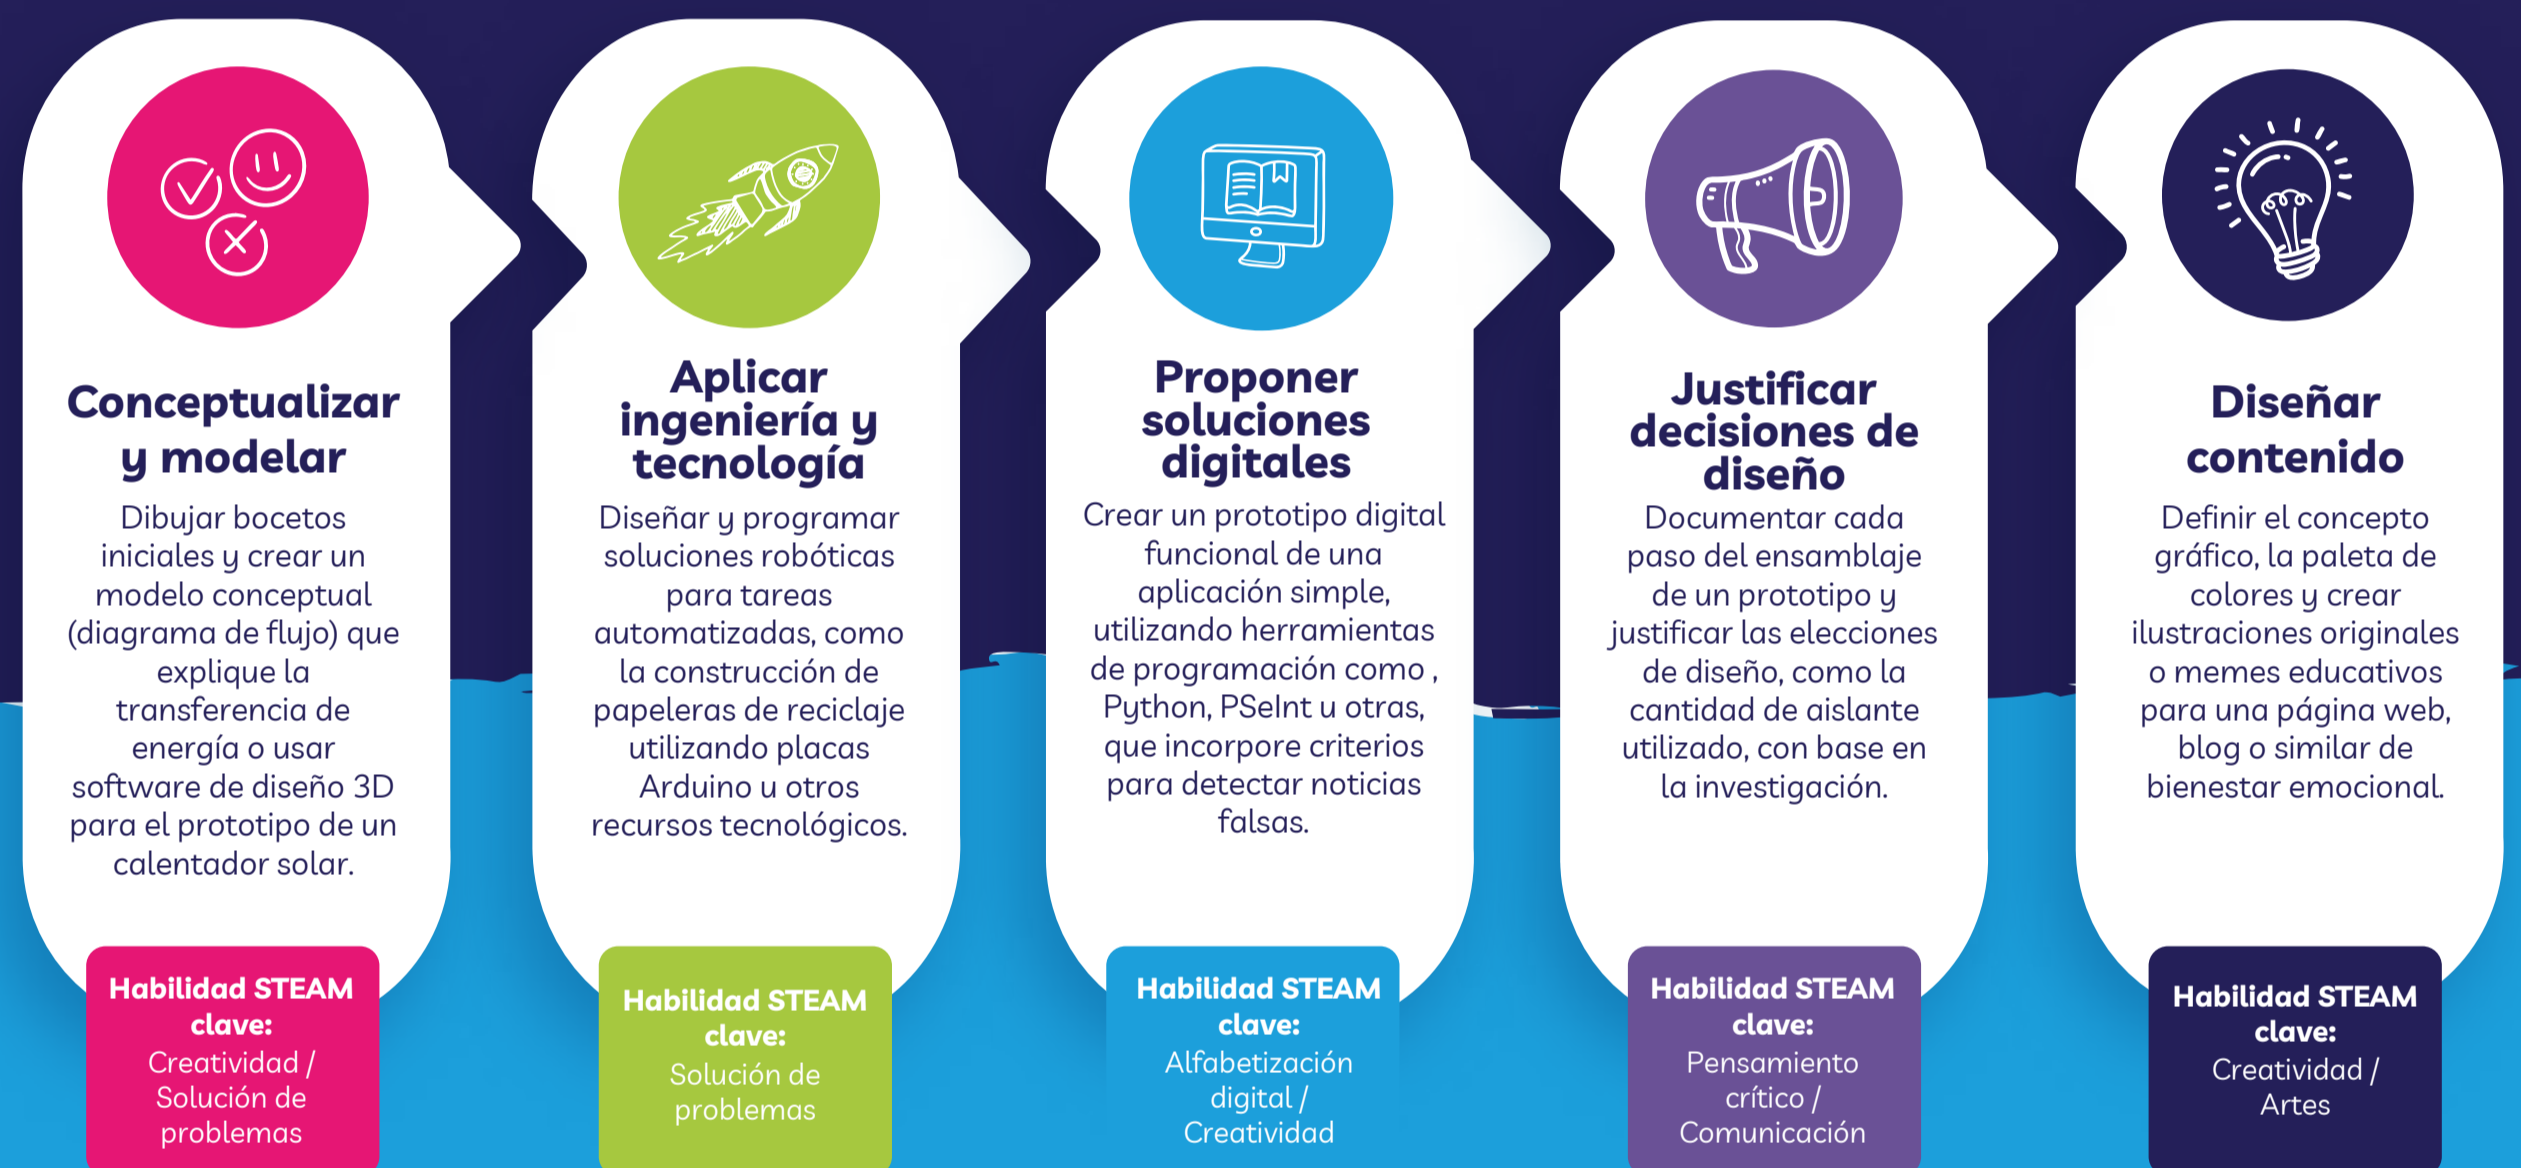 Conceptualizar
y modelar
Dibujar bocetos
iniciales y crear un
modelo conceptual
(diagrama de flujo) que
explique la
transferencia de
energía o usar
software de diseño 3D
para el prototipo de un
calentador solar.
Habilidad STEAM
clave:
Creatividad /
Solución de
problemas
Aplicar
ingeniería y
tecnología
Diseñar y programar
soluciones robóticas
para tareas
automatizadas, como
la construcción de
papeleras de reciclaje
utilizando placas
Arduino u otros
recursos tecnológicos.
Habilidad STEAM
clave:
Solución de
problemas
Proponer
soluciones
digitales
Crear un prototipo digital
funcional de una
aplicación simple,
utilizando herramientas
de programación como ,
Python, PSeInt u otras,
que incorpore criterios
para detectar noticias
falsas.
Habilidad STEAM
clave:
Alfabetización
digital /
Creatividad
Justificar
decisiones de
diseño
Documentar cada
paso del ensamblaje
de un prototipo y
justificar las elecciones
de diseño, como la
cantidad de aislante
utilizado, con base en
la investigación.
Habilidad STEAM
clave:
Pensamiento
crítico /
Comunicación
Diseñar
contenido
Definir el concepto
gráfico, la paleta de
colores y crear
ilustraciones originales
o memes educativos
para una página web,
blog o similar de
bienestar emocional.
Habilidad STEAM
clave:
Creatividad /
Artes